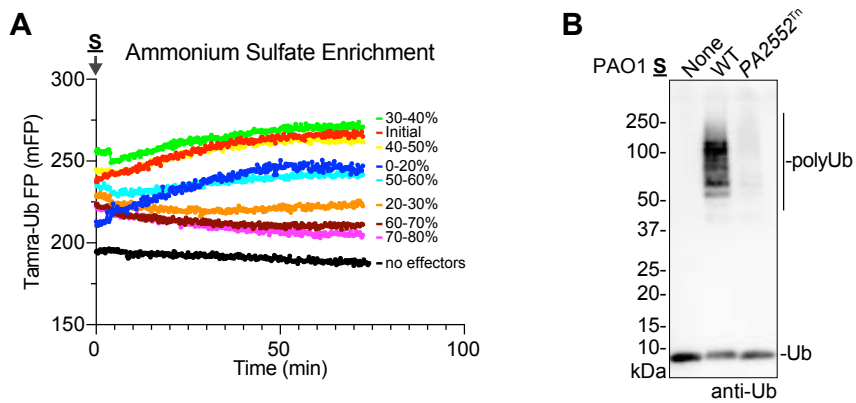 A
S
Ammonium Sulfate Enrichment
Tamra-Ub FP (mFP)
300
250
200
150
30-40%
Initial
40-50%
0-20%
50-60%
20-30%
60-70%
70-80%
no effectors
0
50
100
Time (min)
B
PAO1 S
None
WT
PA2552Tn
250-
100-
50-
37-
25-
20-
15-
10-
kDa
-polyUb
-Ub
anti-Ub